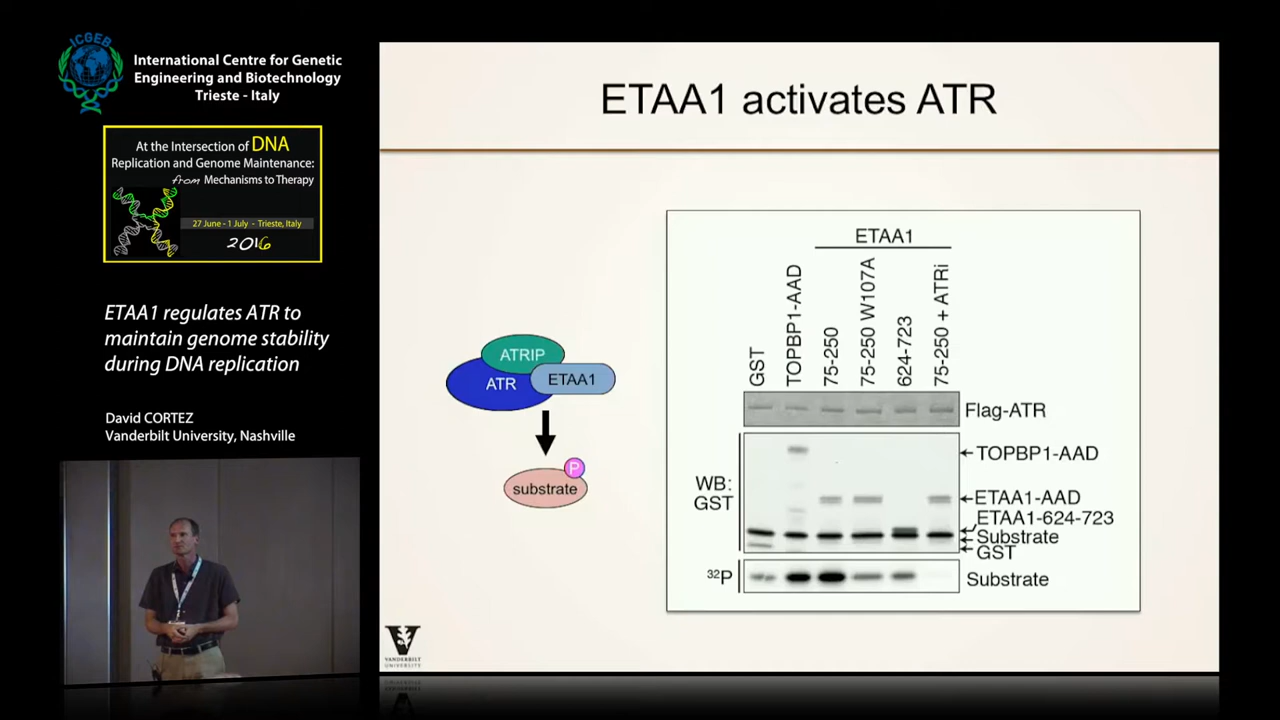 ICGEB
International Centre for Genetic
Engineering and Biotechnology
Trieste - Italy
At the Intersection of DNA
Replication and Genome Maintenance:
from Mechanisms to Therapy
27 June - 1 July - Trieste, Italy
2016
ETAA1 regulates ATR to
maintain genome stability
during DNA replication
David CORTEZ
Vanderbilt University, Nashville
ETAA1 activates ATR
ATRIP
ATR
ETAA1
P
substrate
ETAA1
GST
TOPBP1-AAD
75-250
75-250 W107A
624-723
75-250 + ATRi
Flag-ATR
WB:
GST
TOPBP1-AAD
ETAA1-AAD
ETAA1-624-723
Substrate
GST
32P
Substrate
V
VANDERBILT
UNIVERSITY